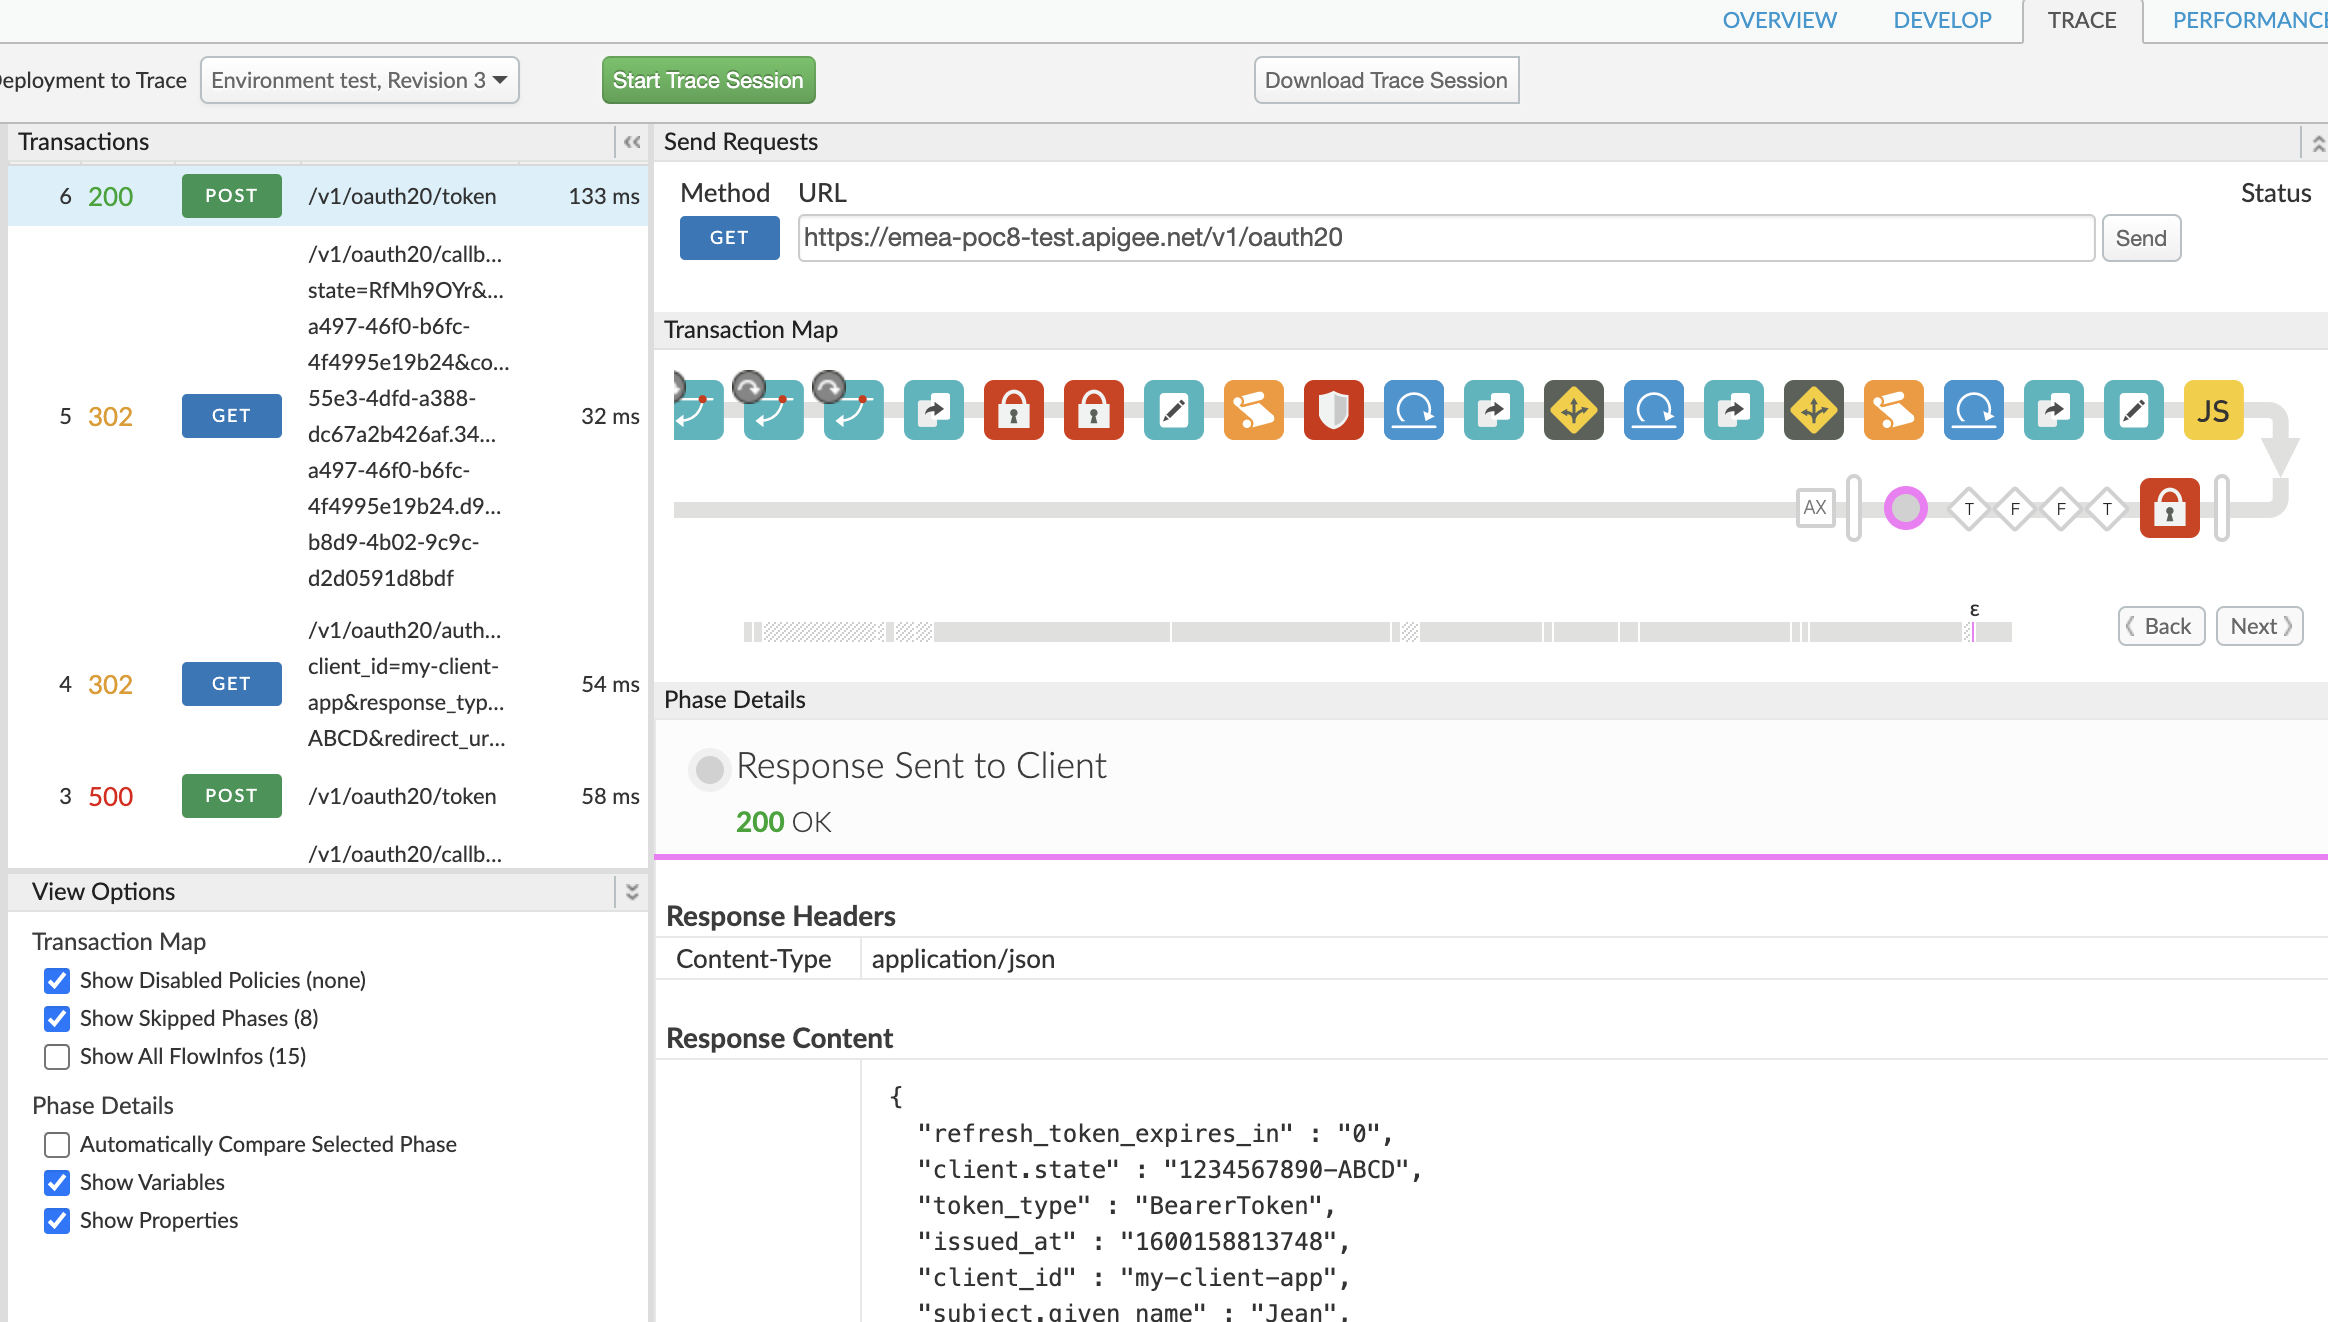 OVERVIEW DEVELOP TRACE PERFORMANCE
Deployment to Trace Environment test, Revision 3 Start Trace Session Download Trace Session
Transactions
6 200 POST /v1/oauth20/token 133 ms
5 302 GET /v1/oauth20/callb...
state=RfMh9OYr&...
a497-46f0-b6fc-
4f4995e19b24&co...
55e3-4dfd-a388-
dc67a2b426af.34...
a497-46f0-b6fc-
4f4995e19b24.d9...
b8d9-4b02-9c9c-
d2d0591d8bdf
32 ms
4 302 GET /v1/oauth20/auth...
client_id=my-client-
app&response_typ...
ABCD&redirect_ur...
54 ms
3 500 POST /v1/oauth20/token 58 ms
/v1/oauth20/callb...
View Options
Transaction Map
Show Disabled Policies (none)
Show Skipped Phases (8)
Show All FlowInfos (15)
Phase Details
Automatically Compare Selected Phase
Show Variables
Show Properties
Send Requests
Method URL Status
GET https://emea-poc8-test.apigee.net/v1/oauth20 Send
Transaction Map
JS
AX T F F T
ε
Back Next
Phase Details
Response Sent to Client
200 OK
Response Headers
Content-Type application/json
Response Content
{
"refresh_token_expires_in" : "0",
"client.state" : "1234567890-ABCD",
"token_type" : "BearerToken",
"issued_at" : "1600158813748",
"client_id" : "my-client-app",
"subject.given_name" : "Jean",